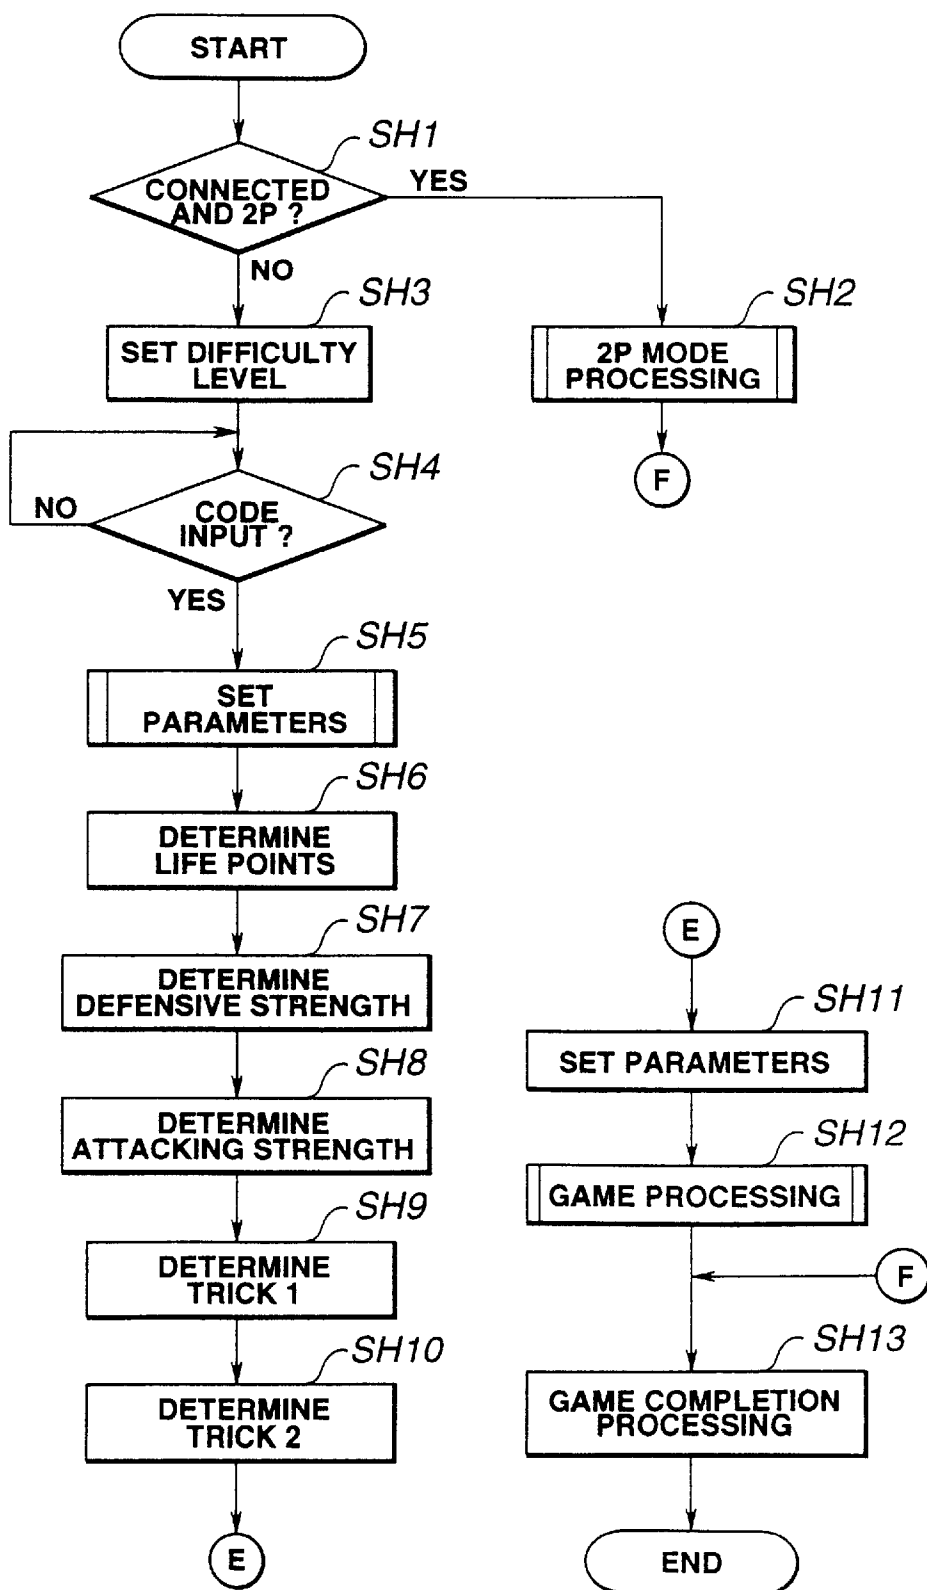 START
SH1
CONNECTED
AND 2P ?
YES
NO
SH3
SET DIFFICULTY
LEVEL
SH2
2P MODE
PROCESSING
F
SH4
CODE
INPUT ?
NO
YES
SH5
SET
PARAMETERS
SH6
DETERMINE
LIFE POINTS
SH7
DETERMINE
DEFENSIVE STRENGTH
SH8
DETERMINE
ATTACKING STRENGTH
SH9
DETERMINE
TRICK 1
SH10
DETERMINE
TRICK 2
E
E
SH11
SET PARAMETERS
SH12
GAME PROCESSING
F
SH13
GAME COMPLETION
PROCESSING
END